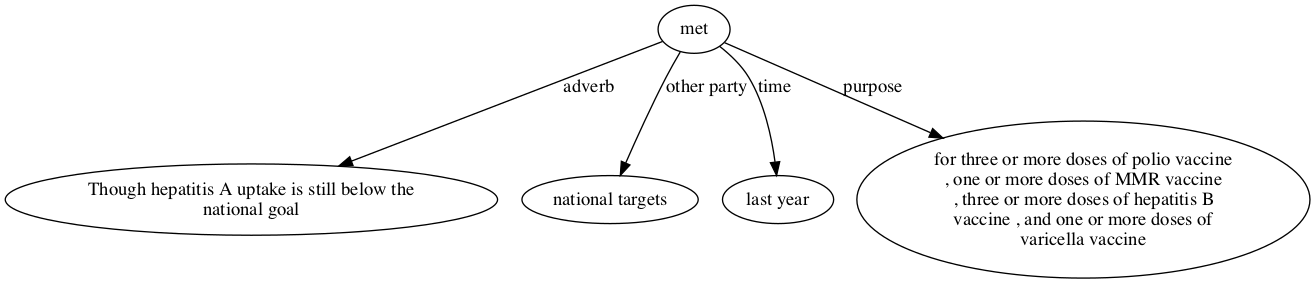 met
adverb
other party
time
purpose
Though hepatitis A uptake is still below the
national goal
national targets
last year
for three or more doses of polio vaccine
, one or more doses of MMR vaccine
, three or more doses of hepatitis B
vaccine , and one or more doses of
varicella vaccine